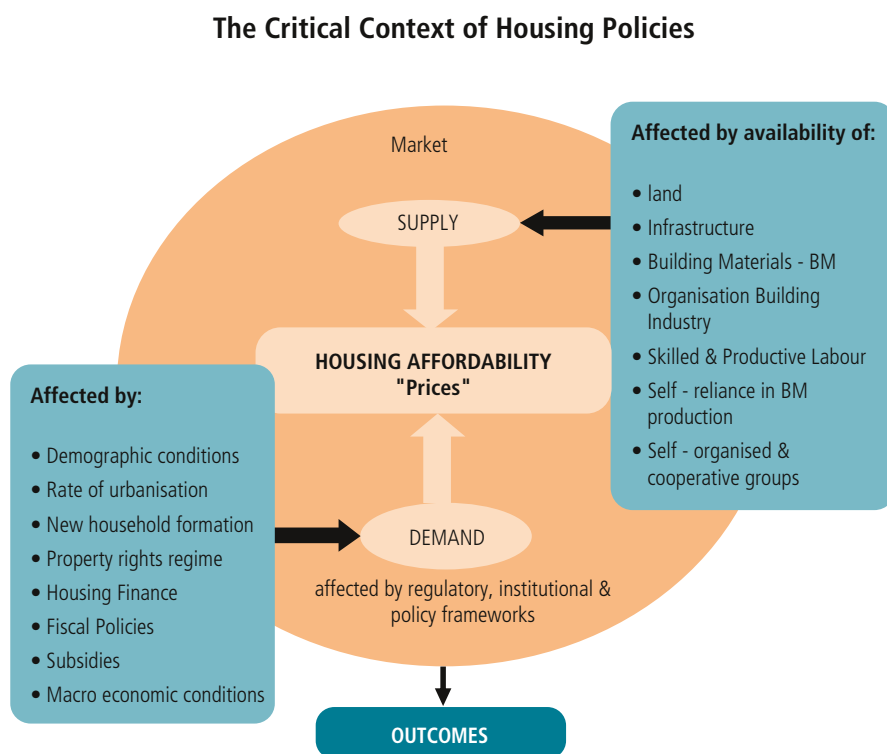 The Critical Context of Housing Policies
Market
SUPPLY
HOUSING AFFORDABILITY
"Prices"
DEMAND
affected by regulatory, institutional &
policy frameworks
Affected by availability of:
• land
• Infrastructure
• Building Materials - BM
• Organisation Building
Industry
• Skilled & Productive Labour
• Self - reliance in BM
production
• Self - organised &
cooperative groups
Affected by:
• Demographic conditions
• Rate of urbanisation
• New household formation
• Property rights regime
• Housing Finance
• Fiscal Policies
• Subsidies
• Macro economic conditions
OUTCOMES